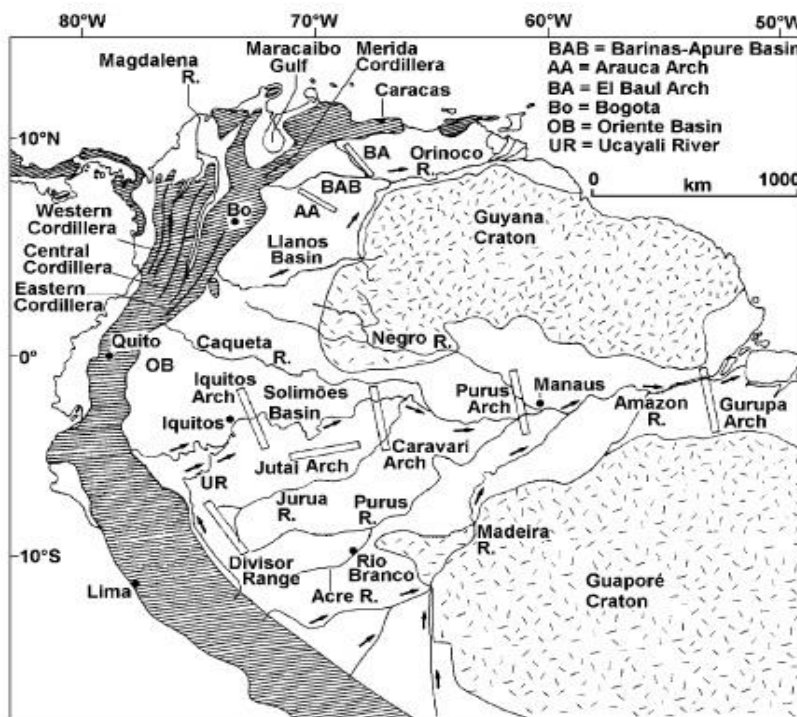 80°W
70°W
60°W
50°W
Magdalena
R.
Maracaibo
Gulf
Merida
Cordillera
Caracas
BAB = Barinas-Apure Basin
AA = Arauca Arch
BA = El Baul Arch
Bo = Bogota
OB = Oriente Basin
UR = Ucayali River
0
1000
km
10°N
BA
Orinoco
R.
BAB
AA
Bo
Western
Cordillera
Central
Cordillera
Eastern
Cordillera
Llanos
Basin
Guyana
Craton
Quito
0°
OB
Caqueta
R.
Negro R.
Iquitos
Arch
Solimões
Basin
Iquitos
Purus
Arch
Manaus
Amazon
R.
Gurupa
Arch
Caravari
Arch
Jutai Arch
UR
Jurua
R.
Purus
R.
Madeira
R.
10°S
Divisor
Range
Rio
Branco
Acre R.
Lima
Guaporé
Craton